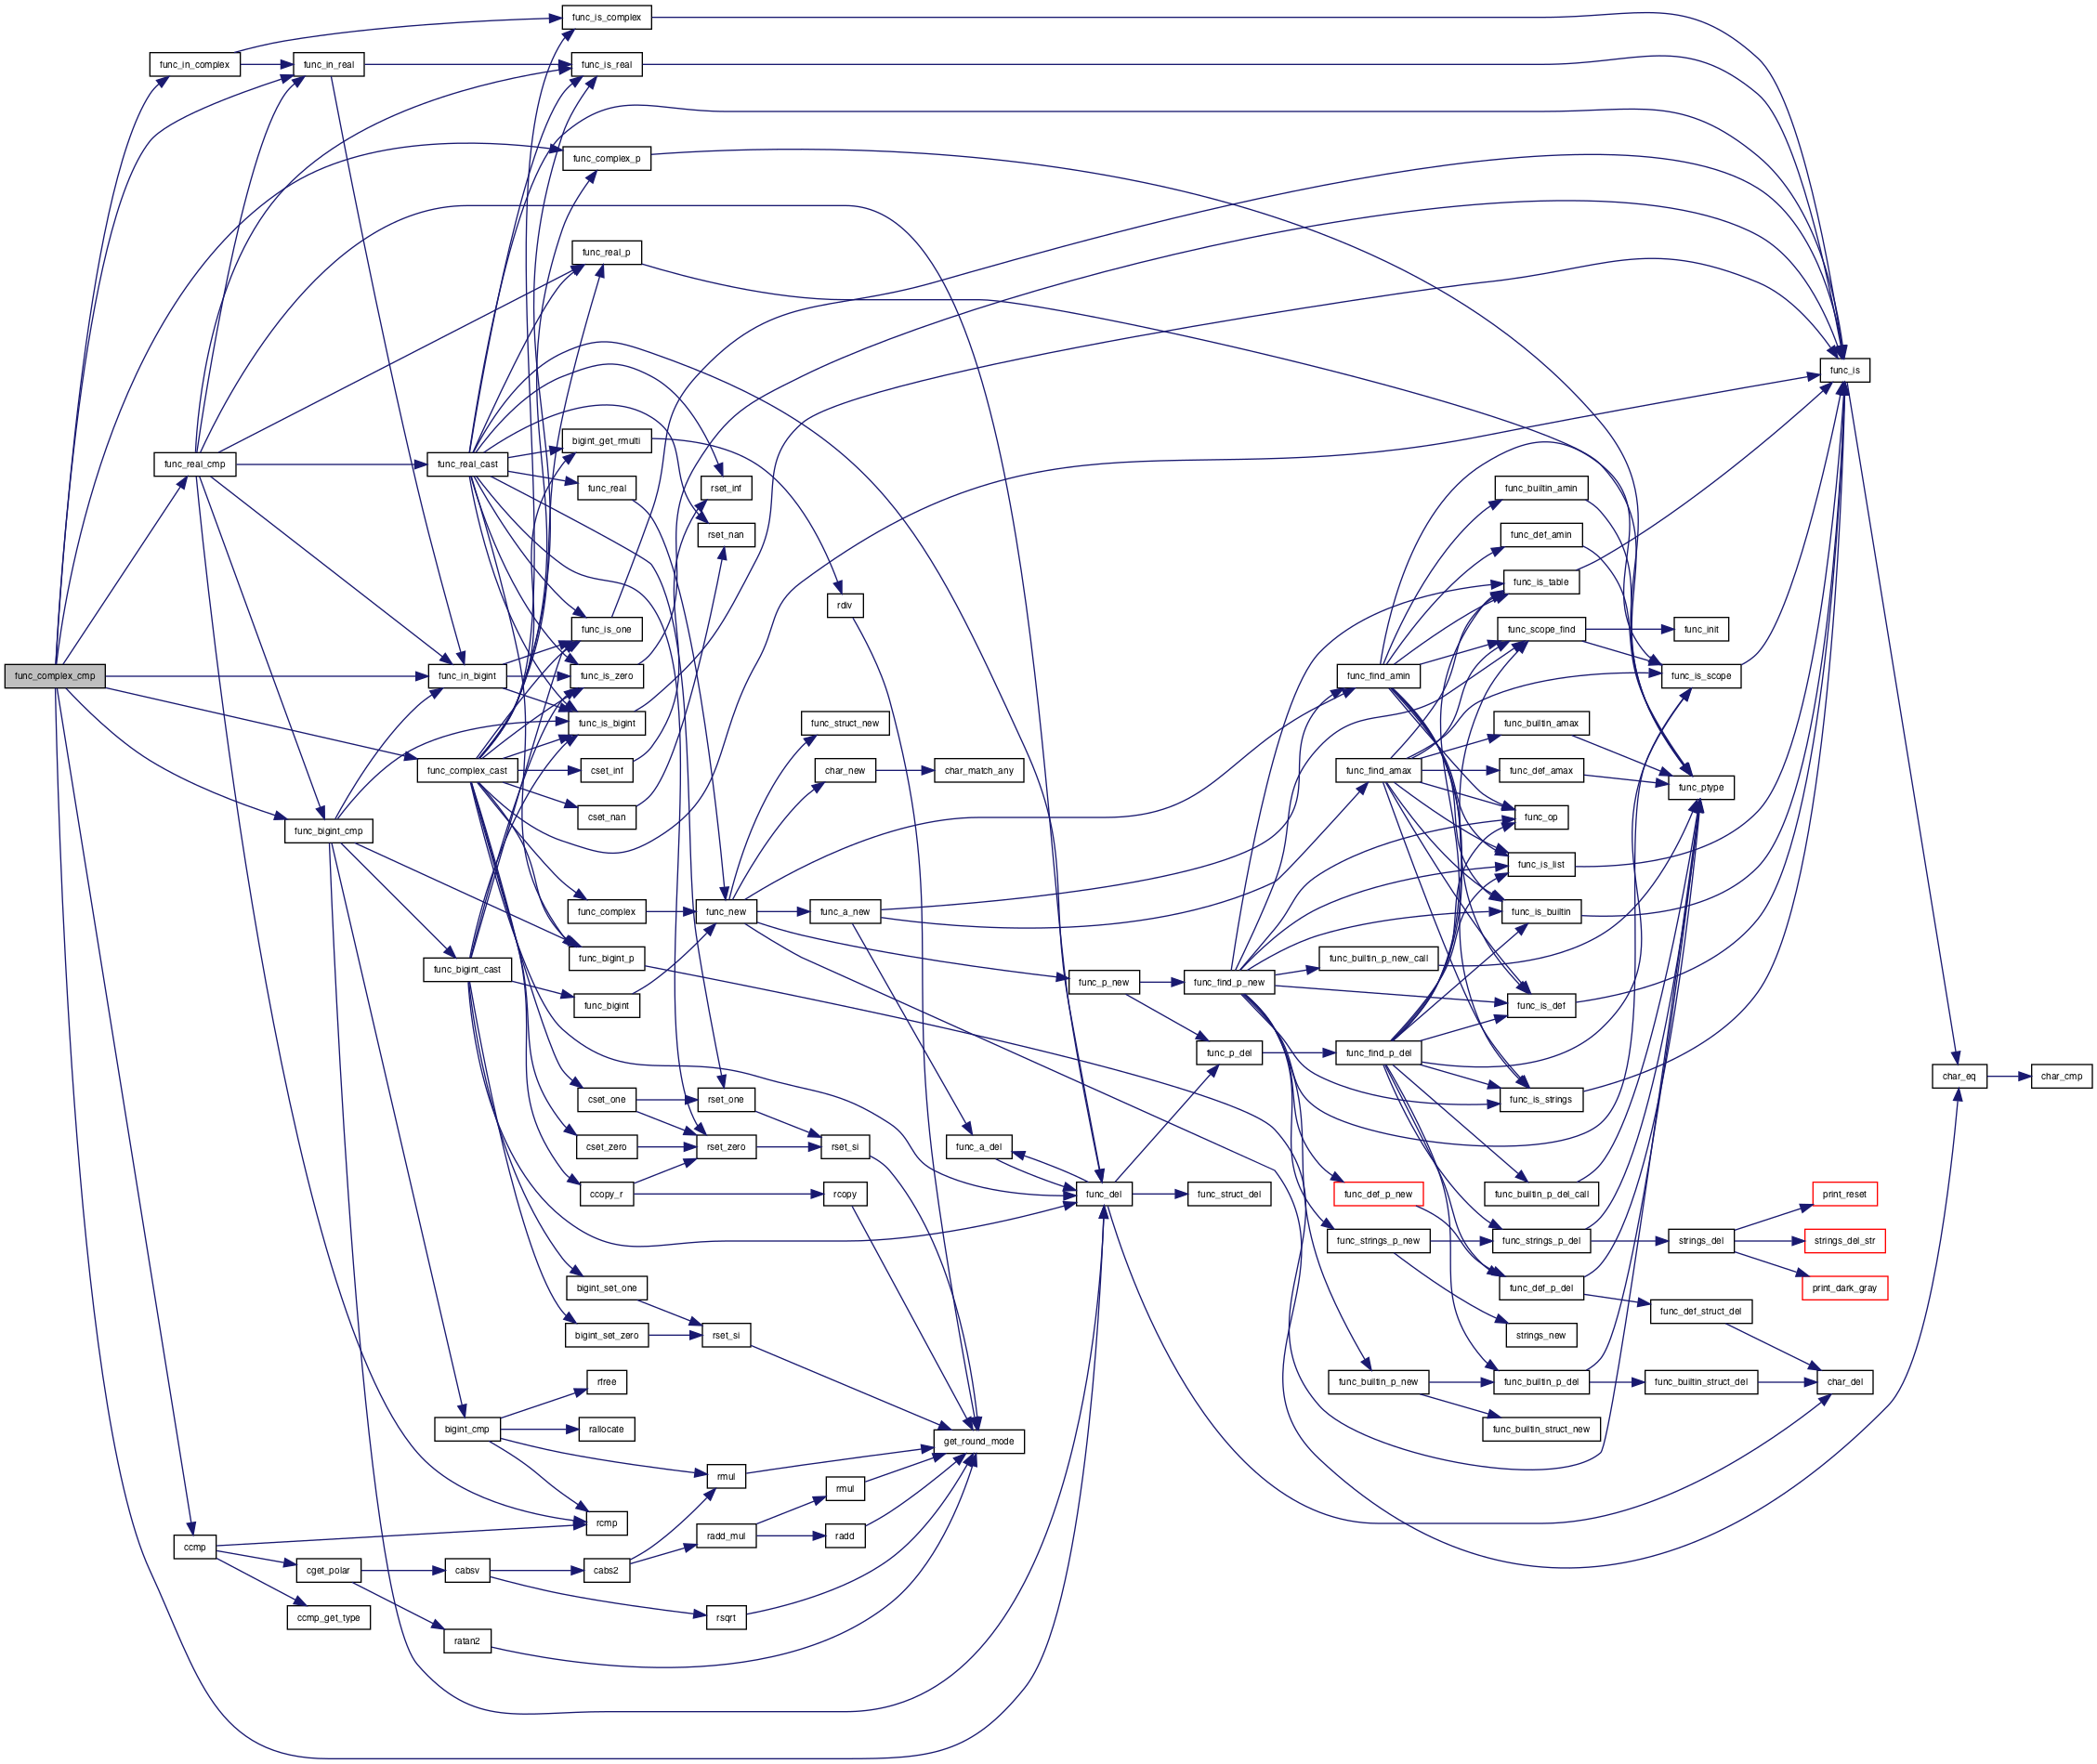 func_complex_cmp
func_in_complex
func_real_cmp
ccmp
func_in_real
func_bigint_cmp
cget_polar
ccmp_get_type
func_real_cast
func_in_bigint
func_complex_cast
func_bigint_cast
bigint_cmp
cabsv
ratan2
func_is_complex
func_is_real
func_complex_p
func_real_p
bigint_get_rmulti
func_real
func_is_one
func_is_zero
func_is_bigint
cset_inf
cset_nan
func_complex
func_bigint_p
func_bigint
cset_one
cset_zero
ccopy_r
bigint_set_one
bigint_set_zero
rfree
rallocate
rcmp
cabs2
rset_inf
rset_nan
func_new
rset_one
rset_zero
rset_si
rmul
radd_mul
rsqrt
rdiv
func_struct_new
char_new
func_a_new
rset_si
rcopy
rmul
radd
char_match_any
func_a_del
get_round_mode
func_p_new
func_del
func_find_p_new
func_p_del
func_struct_del
func_find_amin
func_find_amax
func_builtin_p_new_call
func_find_p_del
func_def_p_new
func_strings_p_new
func_builtin_p_new
func_builtin_amin
func_def_amin
func_is_table
func_scope_find
func_builtin_amax
func_def_amax
func_op
func_is_list
func_is_builtin
func_is_def
func_is_strings
func_builtin_p_del_call
func_strings_p_del
func_def_p_del
strings_new
func_builtin_p_del
func_builtin_struct_new
func_init
func_is_scope
func_ptype
strings_del
func_def_struct_del
func_builtin_struct_del
func_is
print_reset
strings_del_str
print_dark_gray
char_del
char_eq
char_cmp